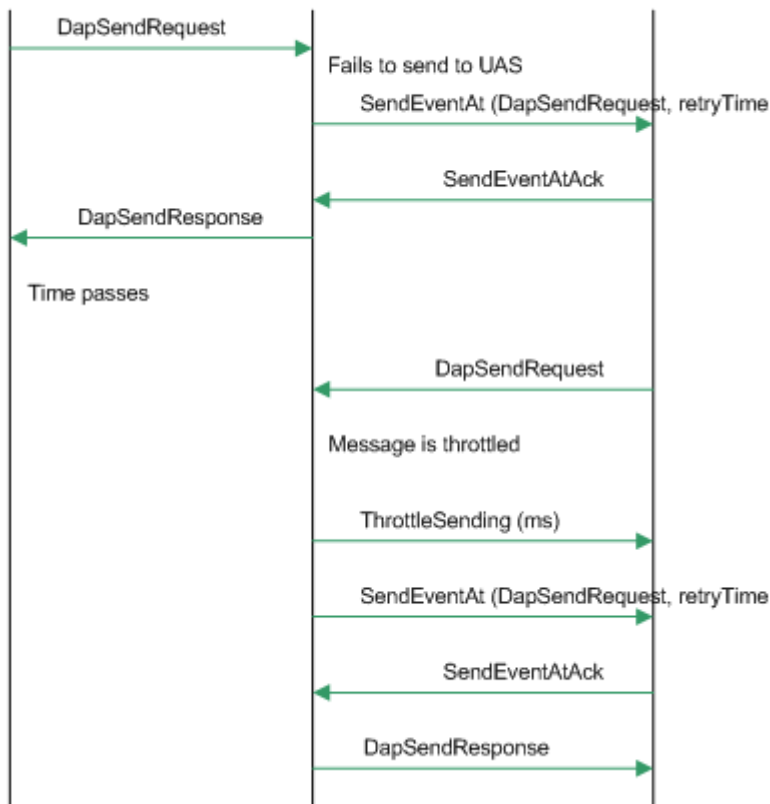 DapSendRequest
Fails to send to UAS
SendEventAt (DapSendRequest, retryTime
SendEventAtAck
DapSendResponse
Time passes
DapSendRequest
Message is throttled
ThrottleSending (ms)
SendEventAt (DapSendRequest, retryTime
SendEventAtAck
DapSendResponse